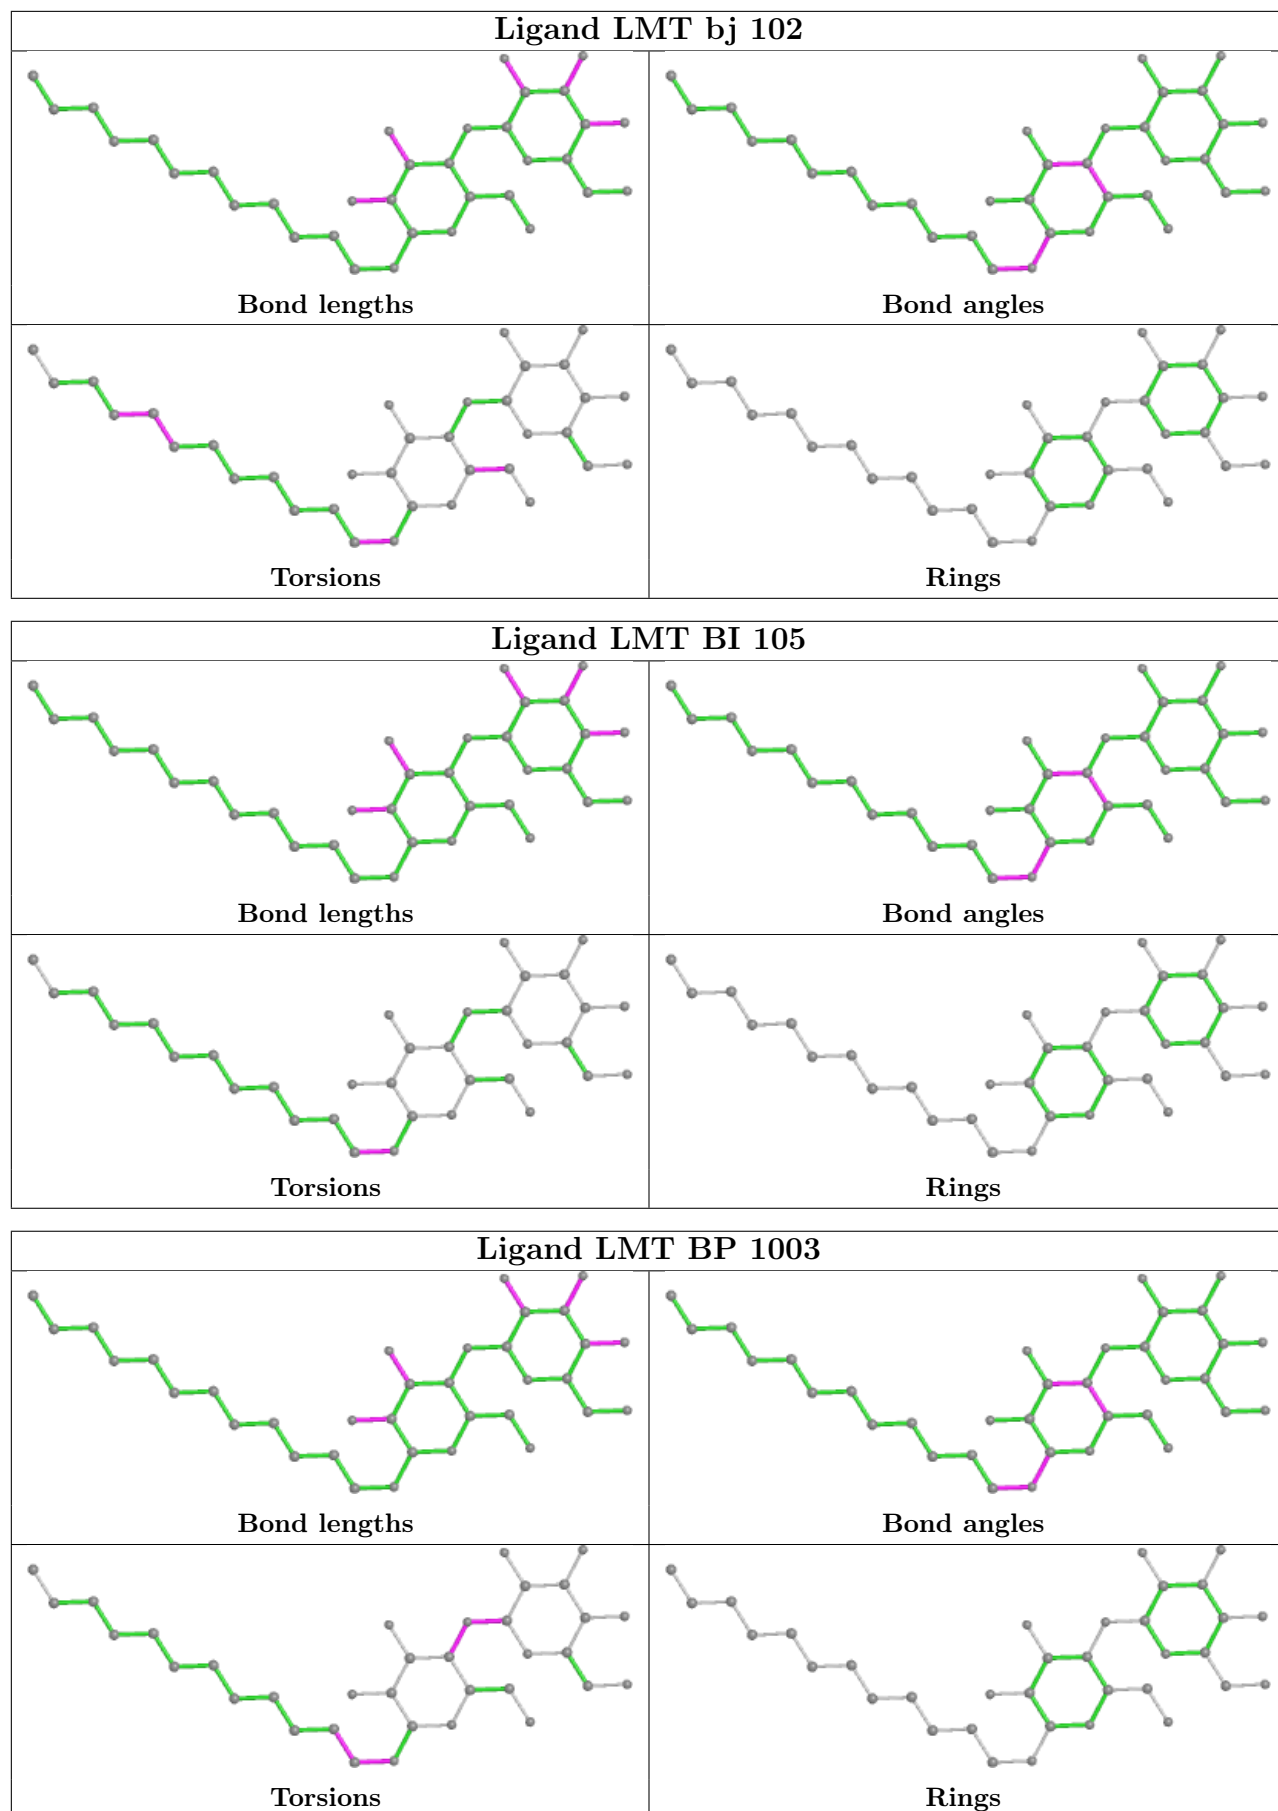 Ligand LMT bj 102
Bond lengths
Bond angles
Torsions
Rings
Ligand LMT BI 105
Bond lengths
Bond angles
Torsions
Rings
Ligand LMT BP 1003
Bond lengths
Bond angles
Torsions
Rings